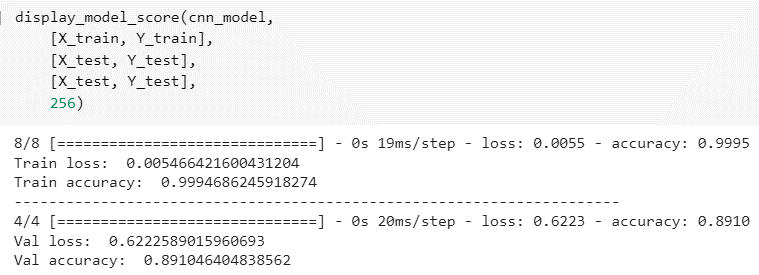 display_model_score(cnn_model,
    [X_train, Y_train],
    [X_test, Y_test],
    [X_test, Y_test],
    256)
8/8 [==============================] - 0s 19ms/step - loss: 0.0055 - accuracy: 0.9995
Train loss:  0.005466421600431204
Train accuracy:  0.9994686245918274
----------------------------------------------------------------------
4/4 [==============================] - 0s 20ms/step - loss: 0.6223 - accuracy: 0.8910
Val loss:  0.6222589015960693
Val accuracy:  0.891046404838562